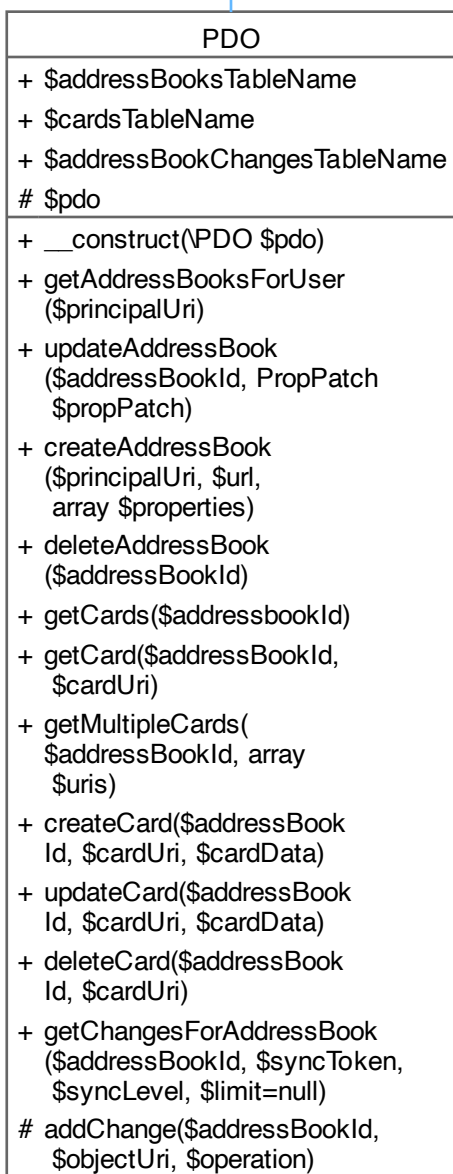 PDO
+ $addressBooksTableName
+ $cardsTableName
+ $addressBookChangesTableName
# $pdo
+ __construct(\PDO $pdo)
+ getAddressBooksForUser
($principalUri)
+ updateAddressBook
($addressBookId, PropPatch
$propPatch)
+ createAddressBook
($principalUri, $url,
array $properties)
+ deleteAddressBook
($addressBookId)
+ getCards($addressbookId)
+ getCard($addressBookId,
$cardUri)
+ getMultipleCards(
$addressBookId, array
$uris)
+ createCard($addressBook
Id, $cardUri, $cardData)
+ updateCard($addressBook
Id, $cardUri, $cardData)
+ deleteCard($addressBook
Id, $cardUri)
+ getChangesForAddressBook
($addressBookId, $syncToken,
$syncLevel, $limit=null)
# addChange($addressBookId,
$objectUri, $operation)